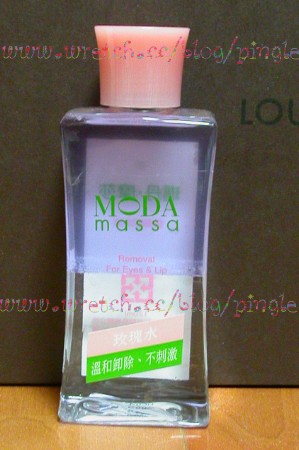 www.wretch.cc/blog/pingle
LOU
MODA
massa
Removal
For Eyes & Lip
玫瑰水
溫和卸除、不刺激
www.wretch.cc/blog/pingle